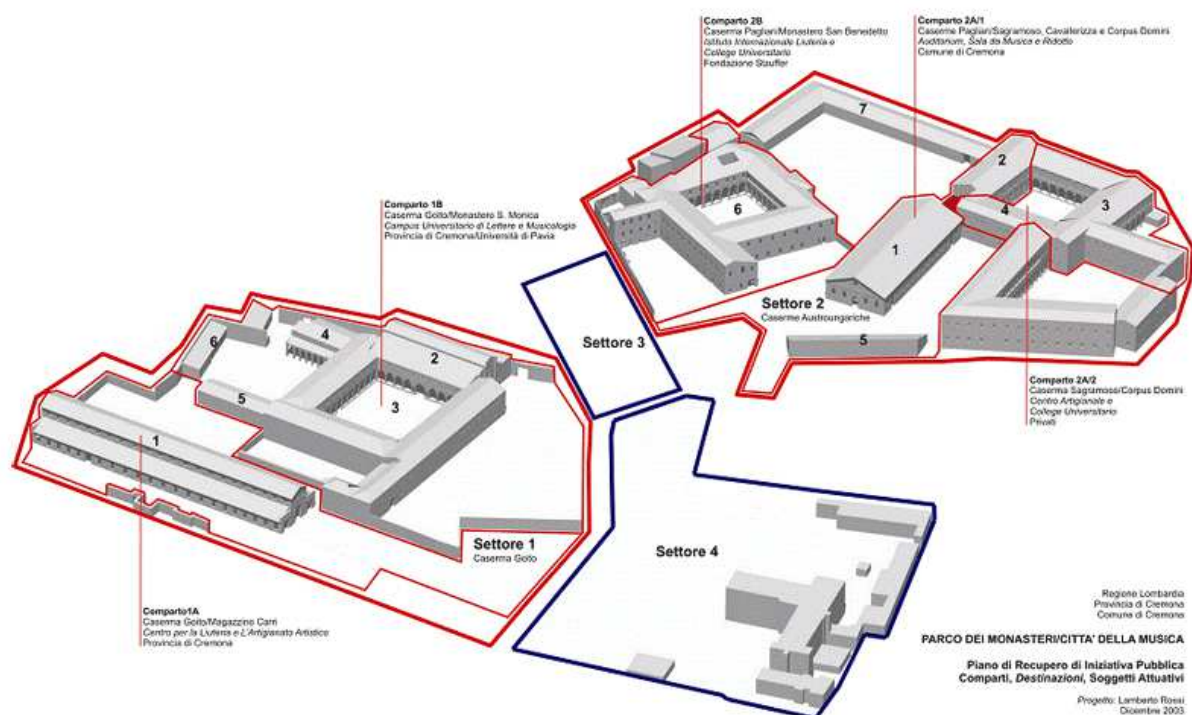 Comparto 2B
Caserma Pagliari/Monastero San Benedetto
Istituto Internazionale Liuteria e
College Universitario
Fondazione Stauffer
Comparto 2A/1
Caserme Pagliari/Sagramoso, Cavallerizza e Corpus Domini
Auditorium, Sala da Musica e Ridotto
Comune di Cremona
7
2
3
4
6
1
Settore 2
Caserme Austroungariche
5
Comparto 1B
Caserma Goito/Monastero S. Monica
Campus Universitario di Lettere e Musicologia
Provincia di Cremona/Università di Pavia
Settore 3
Comparto 2A/2
Caserma Sagramoso/Corpus Domini
Centro Artigianale e
College Universitario
Privati
6
4
2
5
3
1
Settore 1
Caserma Goito
Settore 4
Comparto1A
Caserma Goito/Magazzino Carri
Centro per la Liuteria e L'Artigianato Artistico
Provincia di Cremona
Regione Lombardia
Provincia di Cremona
Comune di Cremona
PARCO DEI MONASTERI/CITTA' DELLA MUSICA
Piano di Recupero di Iniziativa Pubblica
Comparti, Destinazioni, Soggetti Attuativi
Progetto: Lamberto Rossi
Dicembre 2003